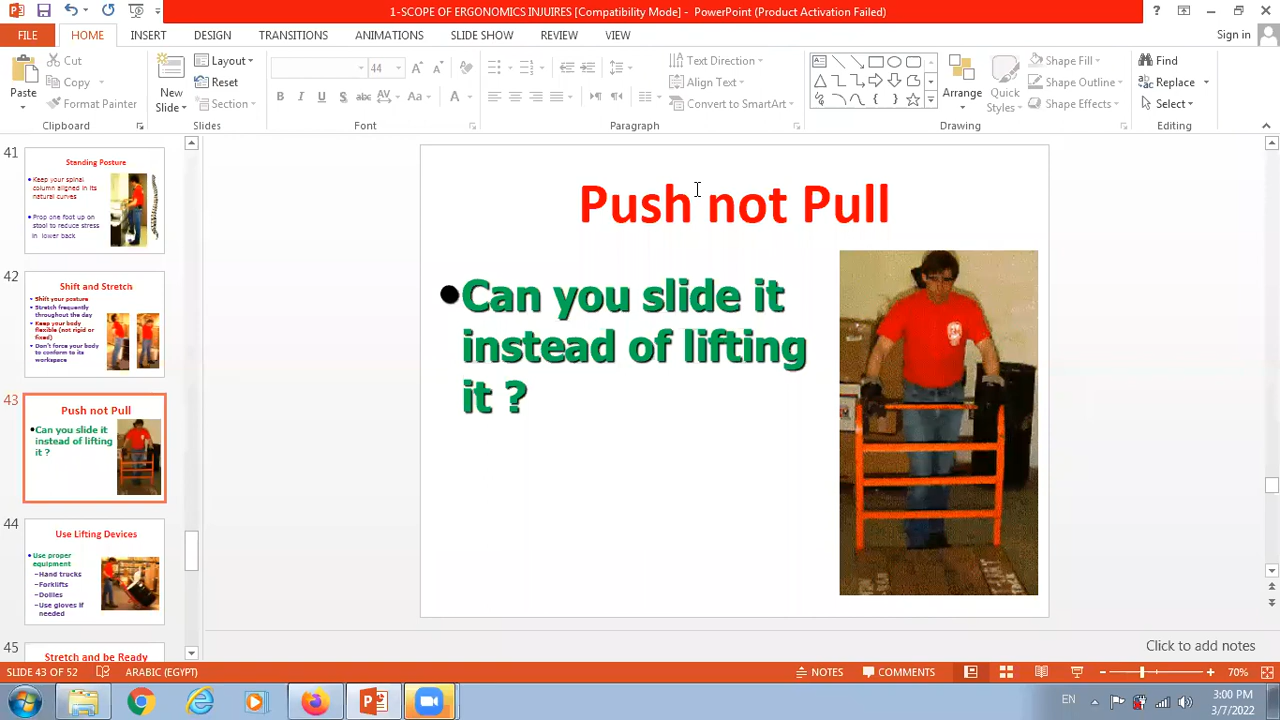 1-SCOPE OF ERGONOMICS INJUIRES [Compatibility Mode] - PowerPoint (Product Activation Failed)
FILE HOME INSERT DESIGN TRANSITIONS ANIMATIONS SLIDE SHOW REVIEW VIEW Sign in
Paste
Cut
Copy
Format Painter
Clipboard
New Slide
Layout
Reset
Section
Slides
44
Font
Text Direction
Align Text
Convert to SmartArt
Paragraph
Arrange
Quick Styles
Shape Fill
Shape Outline
Shape Effects
Drawing
Find
Replace
Select
Editing
41
Standing Posture
Keep your spinal
column aligned in its
natural curves
Prop one foot up on
stool to reduce stress
in lower back
42
Shift and Stretch
Shift your posture
Stretch frequently
throughout the day
Keep your body
flexible (not rigid or
fixed)
Don't force your body
to conform to its
workspace
43
Push not Pull
Can you slide it
instead of lifting
it ?
44
Use Lifting Devices
Use proper
equipment
–Hand trucks
–Forklifts
–Dollies
–Use gloves if
needed
45
Stretch and be Ready
Push not Pull
•Can you slide it
instead of lifting
it ?
Click to add notes
SLIDE 43 OF 52 ARABIC (EGYPT) NOTES COMMENTS 70%
EN 3:00 PM
3/7/2022